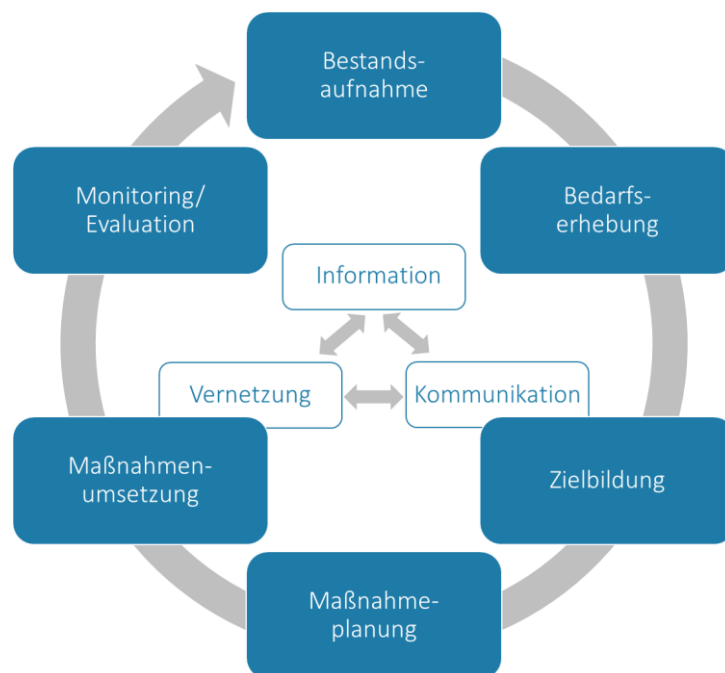 Bestands-
aufnahme
Bedarfs-
erhebung
Zielbildung
Maßnahme-
planung
Maßnahmen-
umsetzung
Monitoring/
Evaluation
Information
Kommunikation
Vernetzung